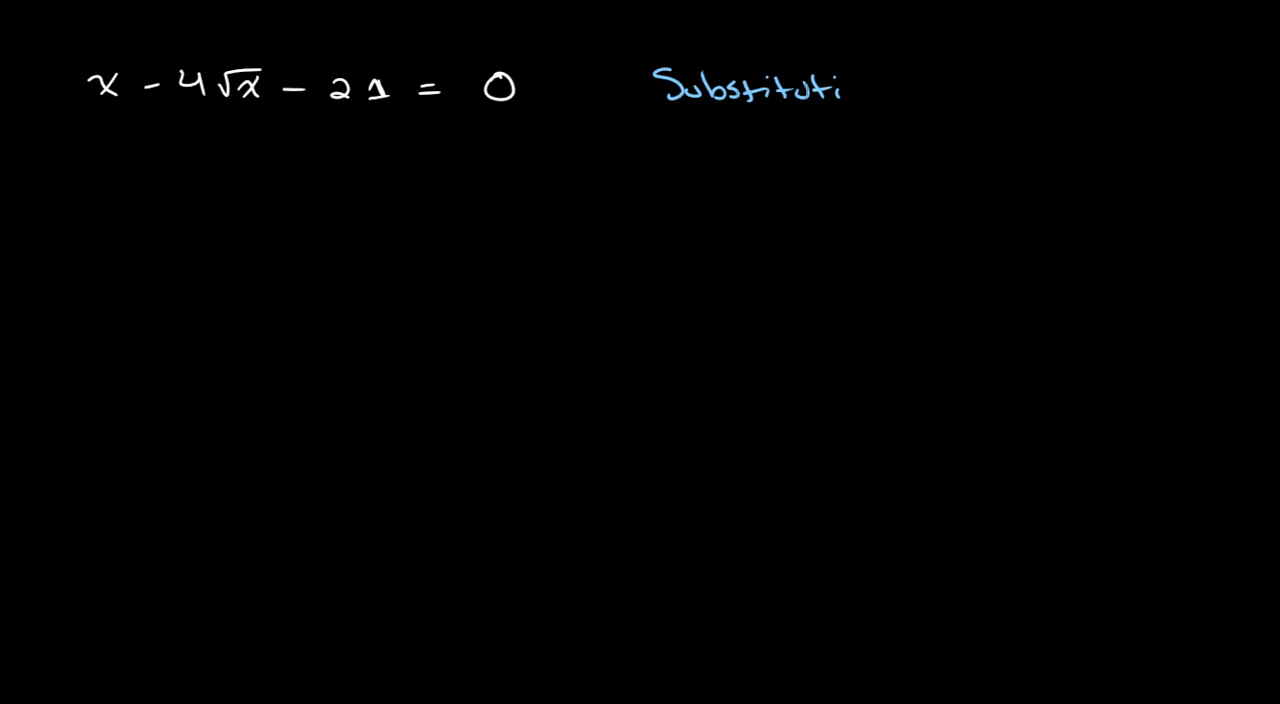 x - 4√x - 21 = 0 Substituti